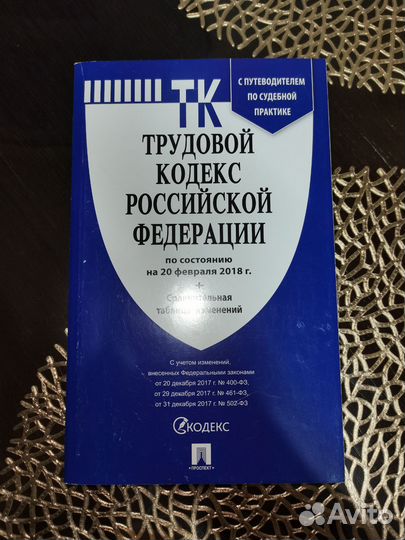 ТК
С ПУТЕВОДИТЕЛЕМ
ПО СУДЕБНОЙ
ПРАКТИКЕ
ТРУДОВОЙ
КОДЕКС
РОССИЙСКОЙ
ФЕДЕРАЦИИ
по состоянию
на 20 февраля 2018 г.
+
Сравнительная
таблица изменений
С учетом изменений,
внесенных Федеральными законами
от 20 декабря 2017 г. № 400-ФЗ,
от 29 декабря 2017 г. № 461-ФЗ,
от 31 декабря 2017 г. № 502-ФЗ
КОДЕКС
ПРОСПЕКТ
Avito